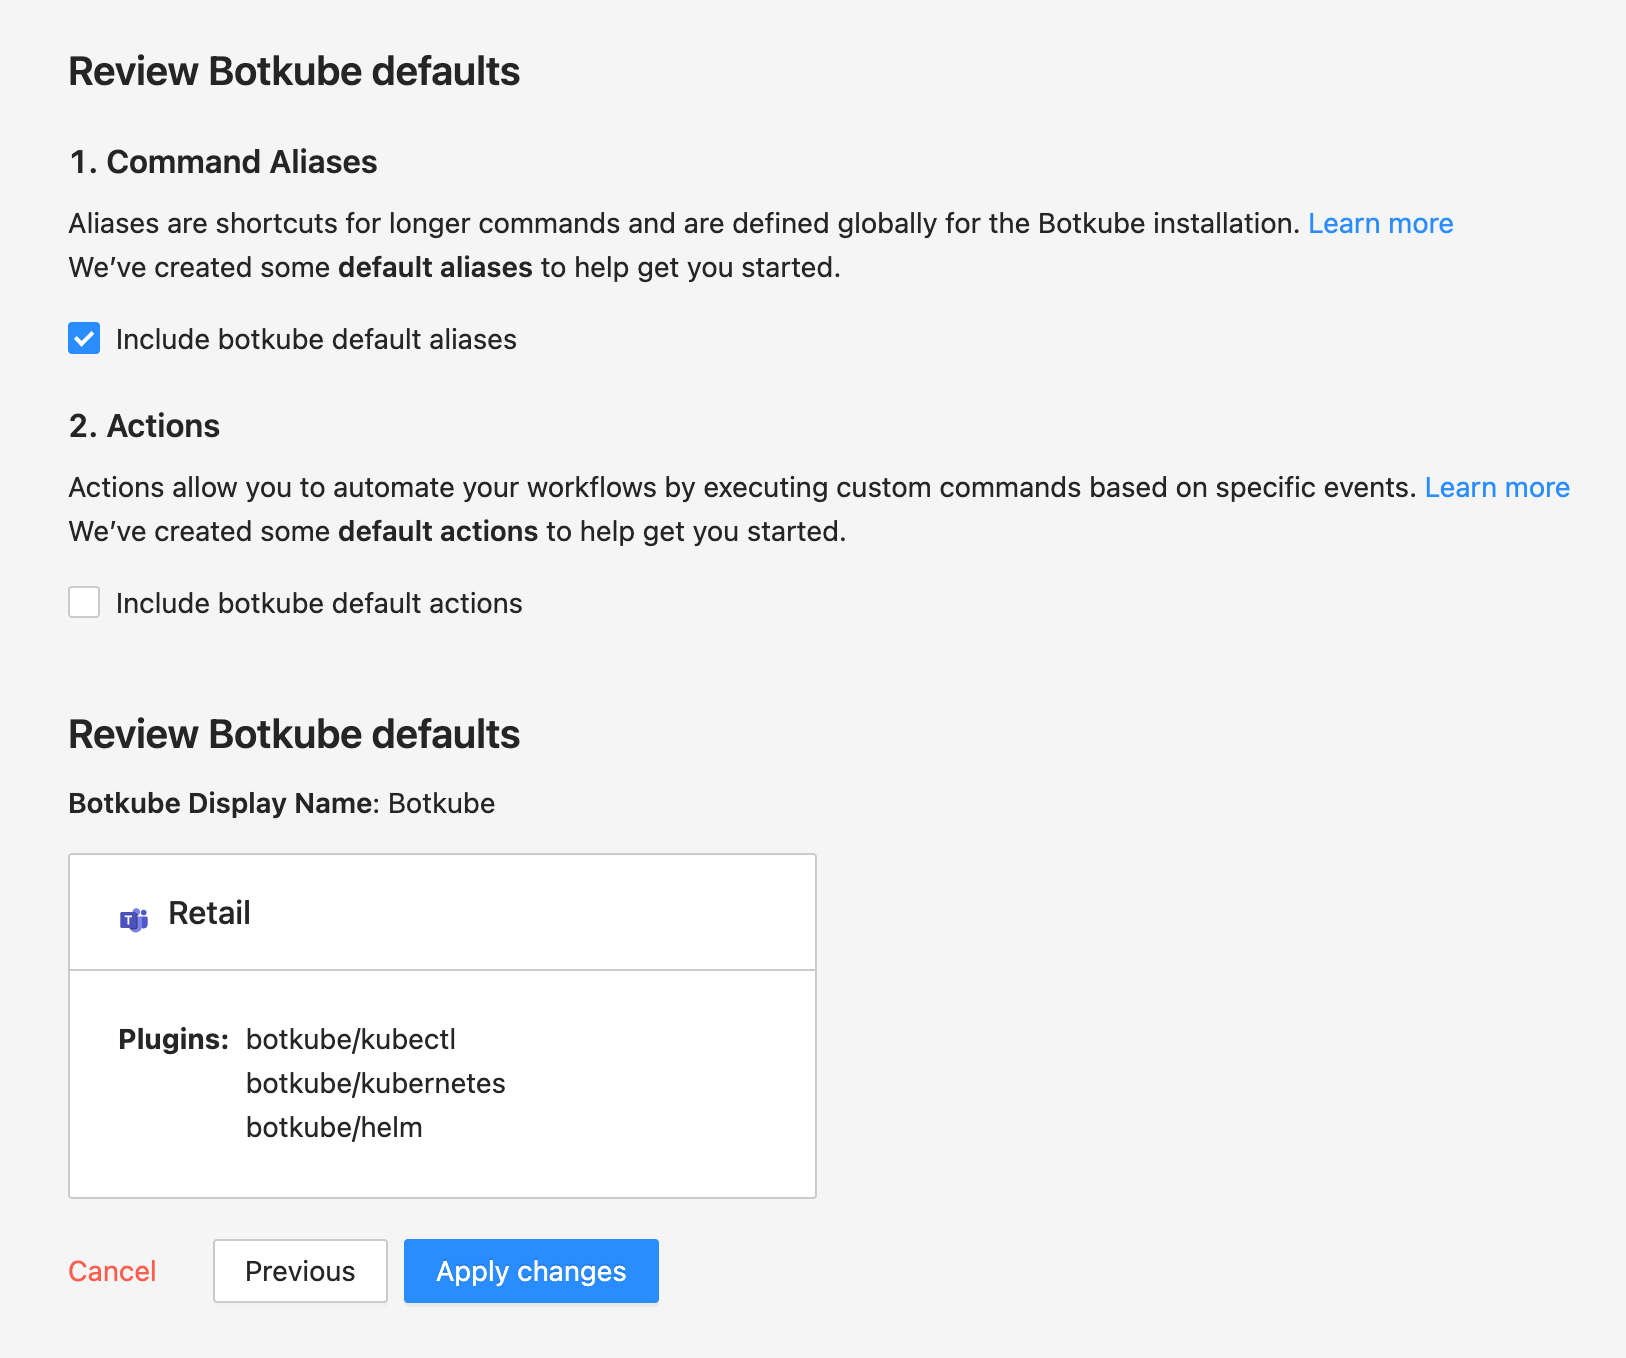 Review Botkube defaults
1. Command Aliases
Aliases are shortcuts for longer commands and are defined globally for the Botkube installation. Learn more
We’ve created some default aliases to help get you started.
Include botkube default aliases
2. Actions
Actions allow you to automate your workflows by executing custom commands based on specific events. Learn more
We’ve created some default actions to help get you started.
Include botkube default actions
Review Botkube defaults
Botkube Display Name: Botkube
T Retail
Plugins: botkube/kubectl
botkube/kubernetes
botkube/helm
Cancel Previous Apply changes